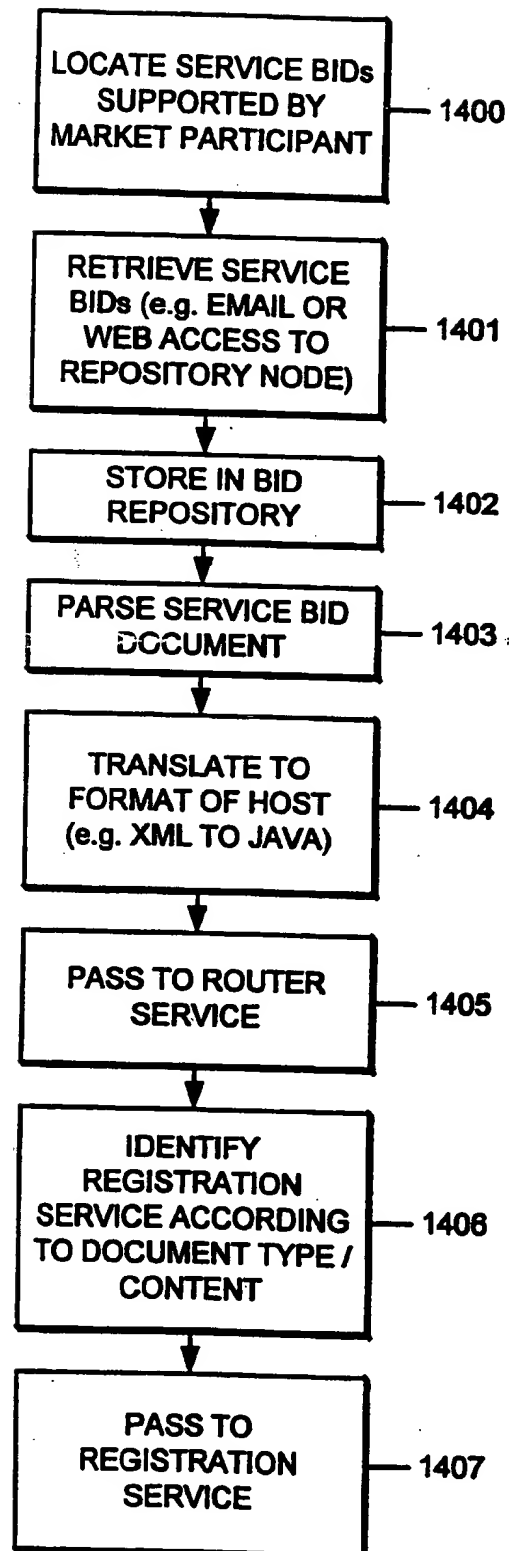 LOCATE SERVICE BIDs
SUPPORTED BY
MARKET PARTICIPANT
1400
RETRIEVE SERVICE
BIDs (e.g. EMAIL OR
WEB ACCESS TO
REPOSITORY NODE)
1401
STORE IN BID
REPOSITORY
1402
PARSE SERVICE BID
DOCUMENT
1403
TRANSLATE TO
FORMAT OF HOST
(e.g. XML TO JAVA)
1404
PASS TO ROUTER
SERVICE
1405
IDENTIFY
REGISTRATION
SERVICE ACCORDING
TO DOCUMENT TYPE /
CONTENT
1406
PASS TO
REGISTRATION
SERVICE
1407